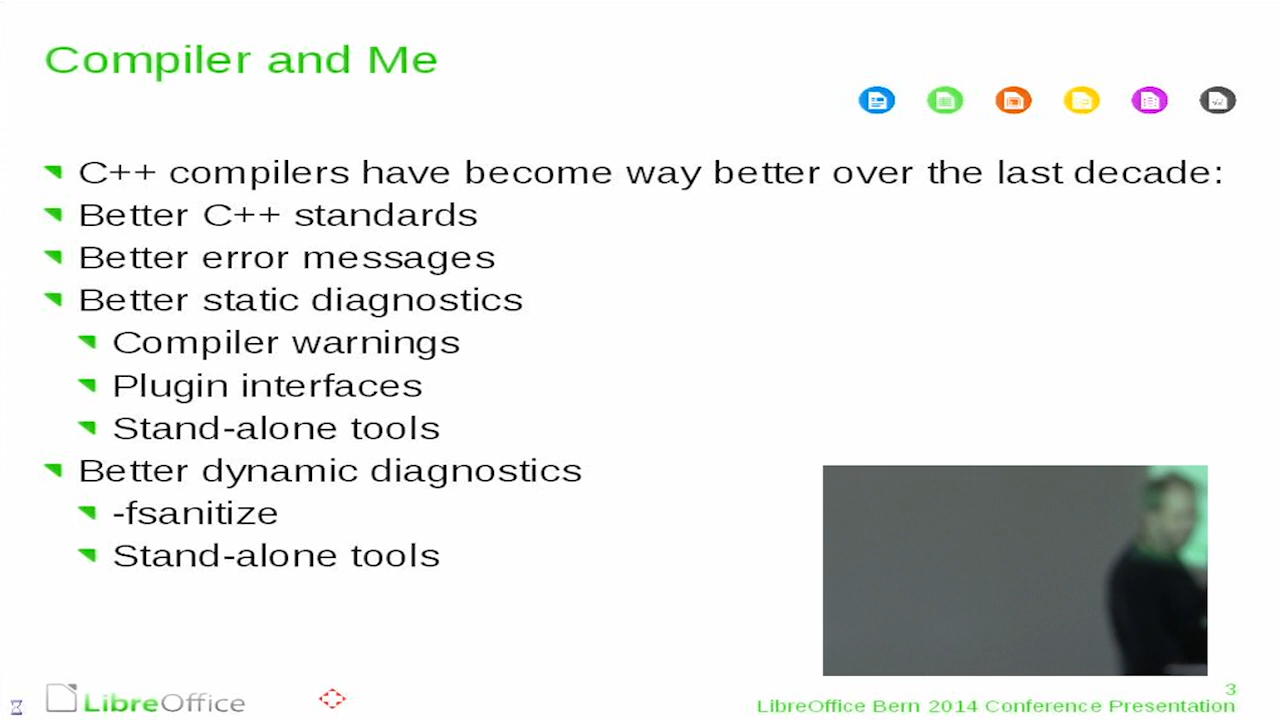 Compiler and Me
C++ compilers have become way better over the last decade:
Better C++ standards
Better error messages
Better static diagnostics
Compiler warnings
Plugin interfaces
Stand-alone tools
Better dynamic diagnostics
-fsanitize
Stand-alone tools
LibreOffice
3
LibreOffice Bern 2014 Conference Presentation